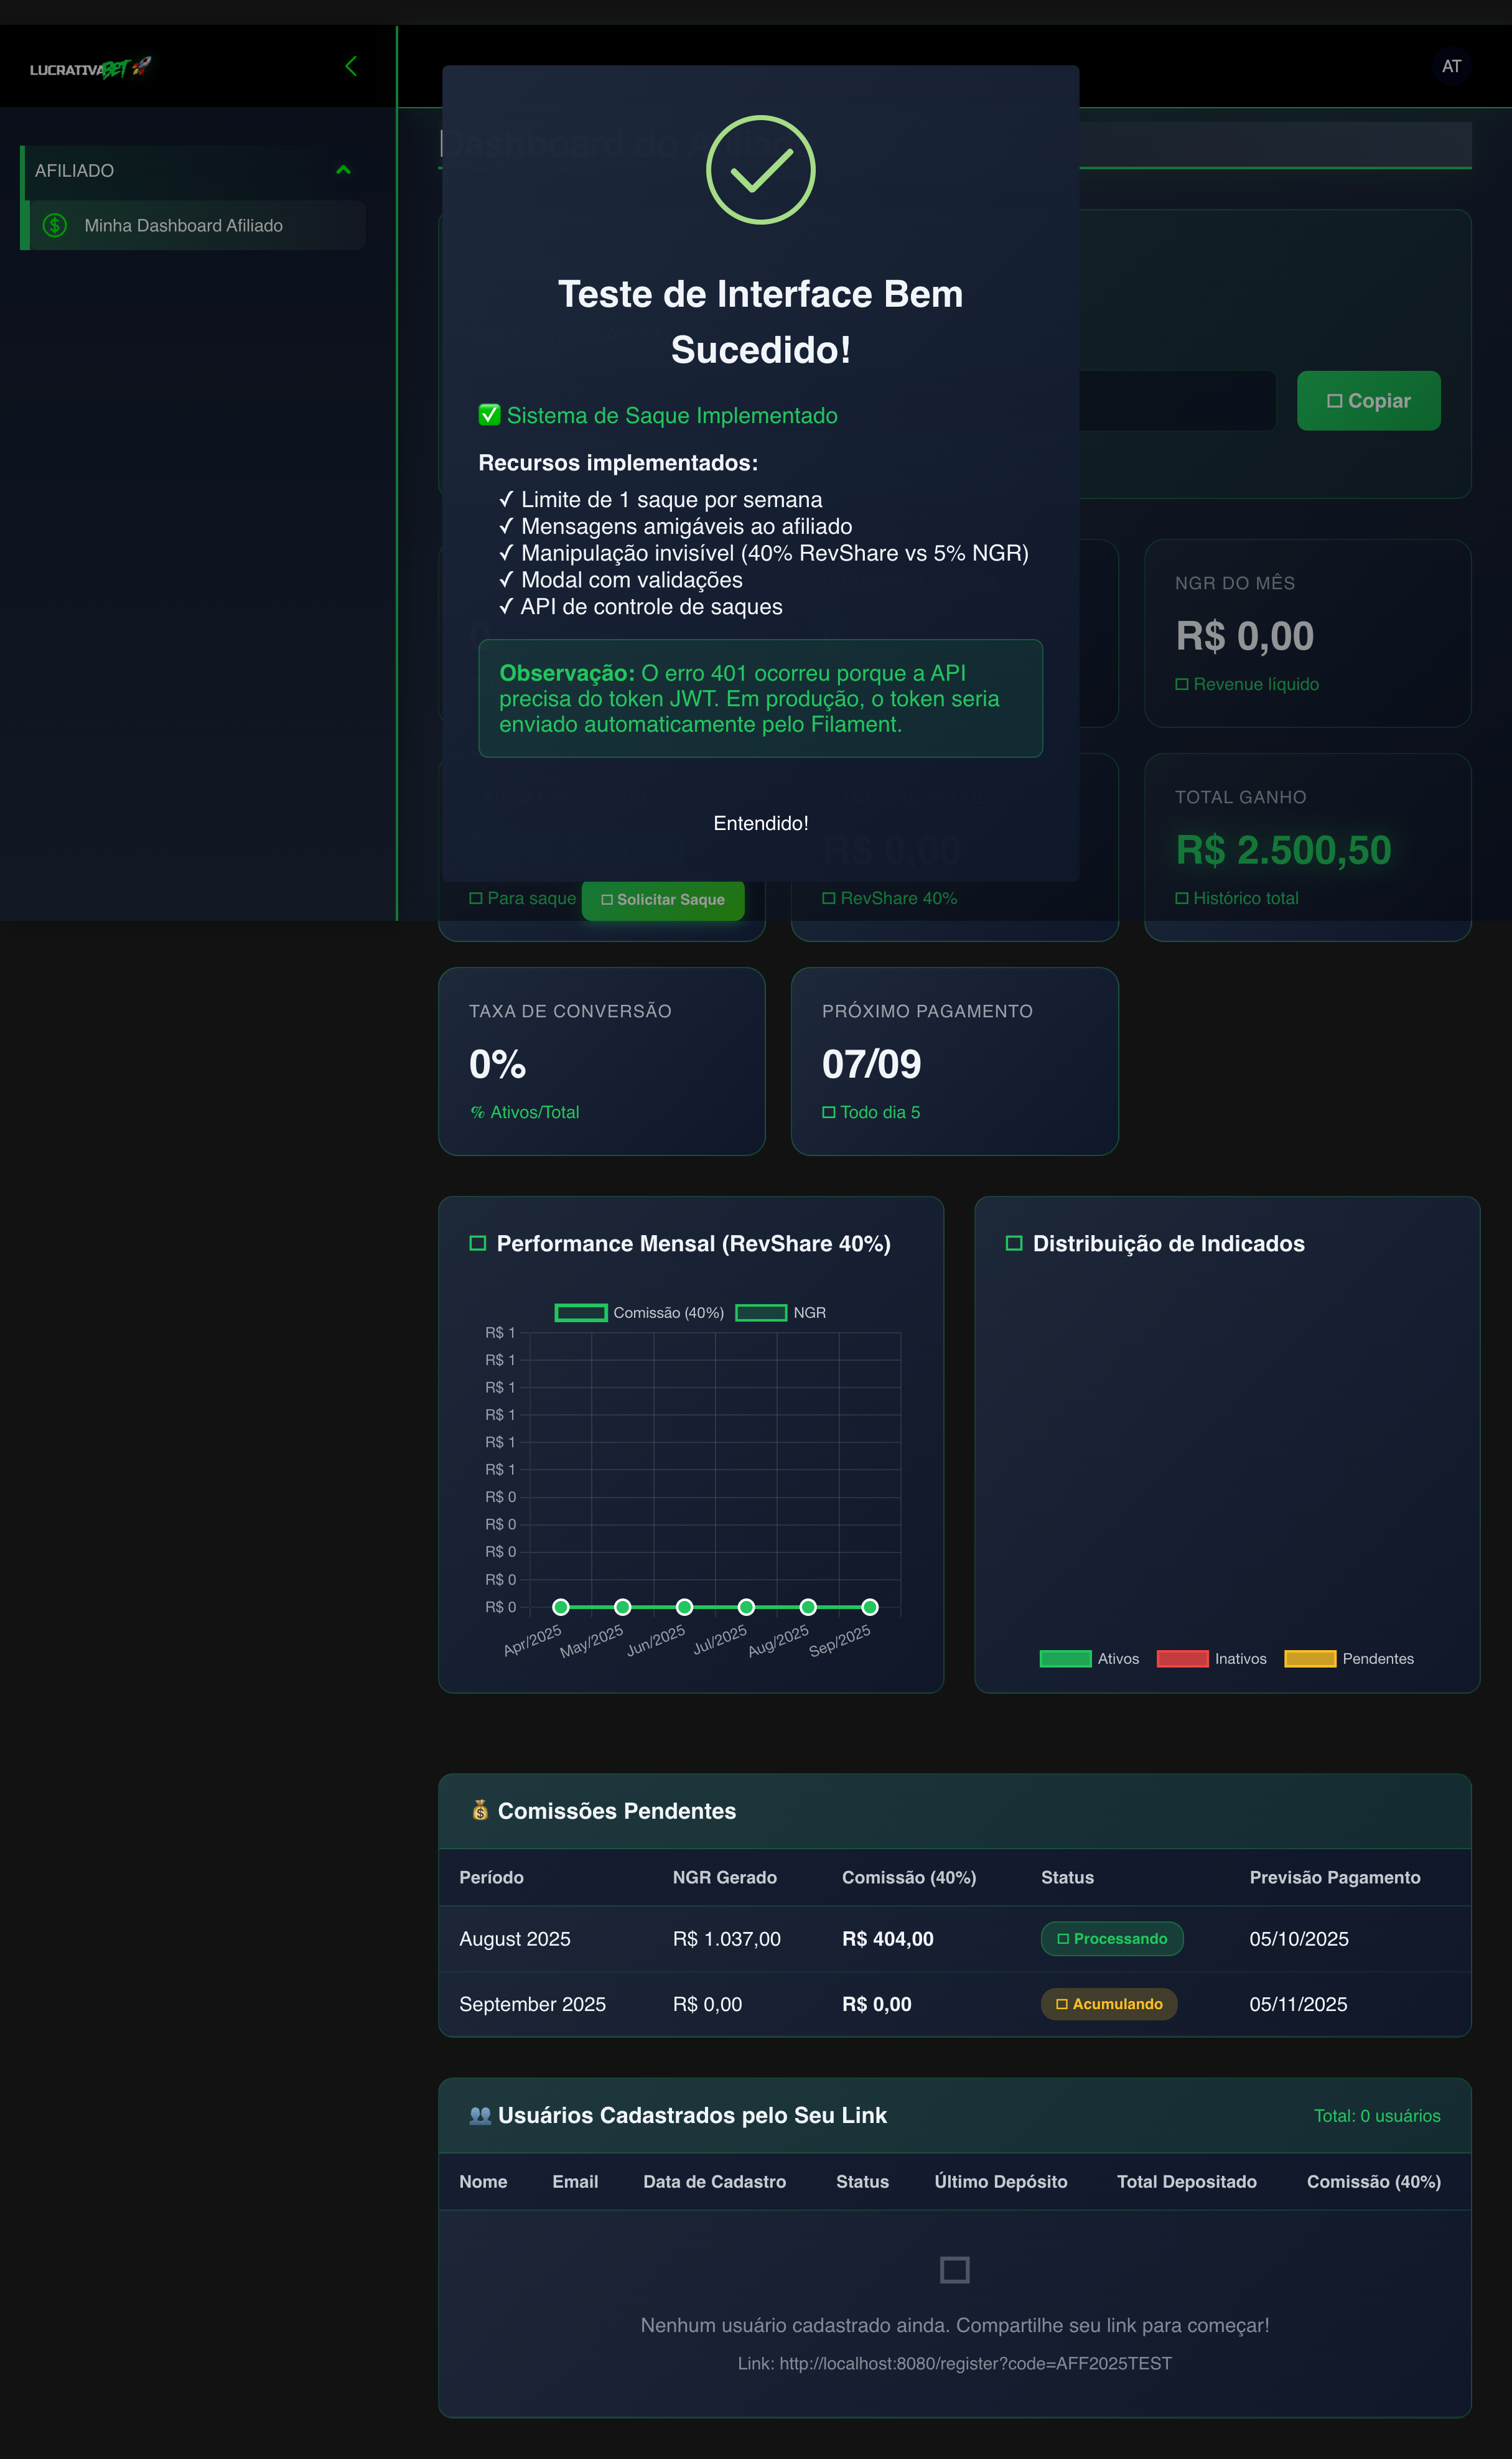 LUCRATIVABET
AT
AFILIADO
Minha Dashboard Afiliado
Dashboard do
Teste de Interface Bem
Sucedido!
✅ Sistema de Saque Implementado
Recursos implementados:
✓ Limite de 1 saque por semana
✓ Mensagens amigáveis ao afiliado
✓ Manipulação invisível (40% RevShare vs 5% NGR)
✓ Modal com validações
✓ API de controle de saques
Observação: O erro 401 ocorreu porque a API
precisa do token JWT. Em produção, o token seria
enviado automaticamente pelo Filament.
Entendido!
Copiar
NGR DO MÊS
R$ 0,00
Revenue líquido
R$ 0,00
TOTAL GANHO
R$ 2.500,50
Para saque
Solicitar Saque
RevShare 40%
Histórico total
TAXA DE CONVERSÃO
0%
% Ativos/Total
PRÓXIMO PAGAMENTO
07/09
Todo dia 5
Performance Mensal (RevShare 40%)
Comissão (40%) NGR
R$ 1
R$ 1
R$ 1
R$ 1
R$ 1
R$ 1
R$ 0
R$ 0
R$ 0
R$ 0
R$ 0
Apr/2025 May/2025 Jun/2025 Jul/2025 Aug/2025 Sep/2025
Distribuição de Indicados
Ativos Inativos Pendentes
💰 Comissões Pendentes
Período NGR Gerado Comissão (40%) Status Previsão Pagamento
August 2025 R$ 1.037,00 R$ 404,00 Processando 05/10/2025
September 2025 R$ 0,00 R$ 0,00 Acumulando 05/11/2025
👥 Usuários Cadastrados pelo Seu Link
Total: 0 usuários
Nome Email Data de Cadastro Status Último Depósito Total Depositado Comissão (40%)
Nenhum usuário cadastrado ainda. Compartilhe seu link para começar!
Link: http://localhost:8080/register?code=AFF2025TEST